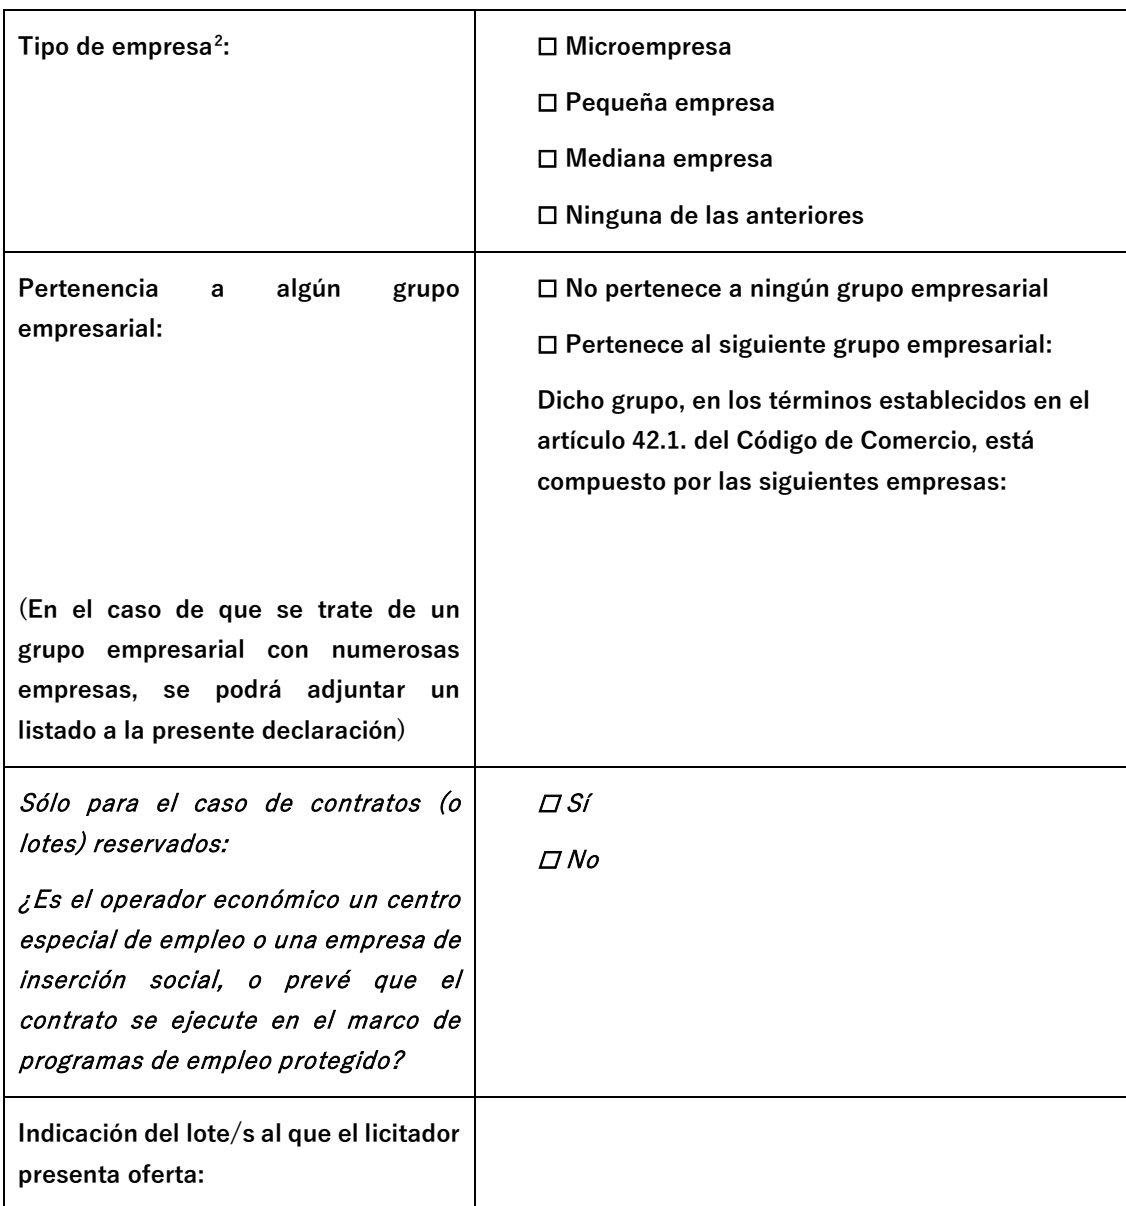 Tipo de empresa²:
☐ Microempresa
☐ Pequeña empresa
☐ Mediana empresa
☐ Ninguna de las anteriores
Pertenencia a algún grupo
empresarial:
(En el caso de que se trate de un
grupo empresarial con numerosas
empresas, se podrá adjuntar un
listado a la presente declaración)
☐ No pertenece a ningún grupo empresarial
☐ Pertenece al siguiente grupo empresarial:
Dicho grupo, en los términos establecidos en el
artículo 42.1. del Código de Comercio, está
compuesto por las siguientes empresas:
Sólo para el caso de contratos (o
lotes) reservados:
¿Es el operador económico un centro
especial de empleo o una empresa de
inserción social, o prevé que el
contrato se ejecute en el marco de
programas de empleo protegido?
☐ Sí
☐ No
Indicación del lote/s al que el licitador
presenta oferta: